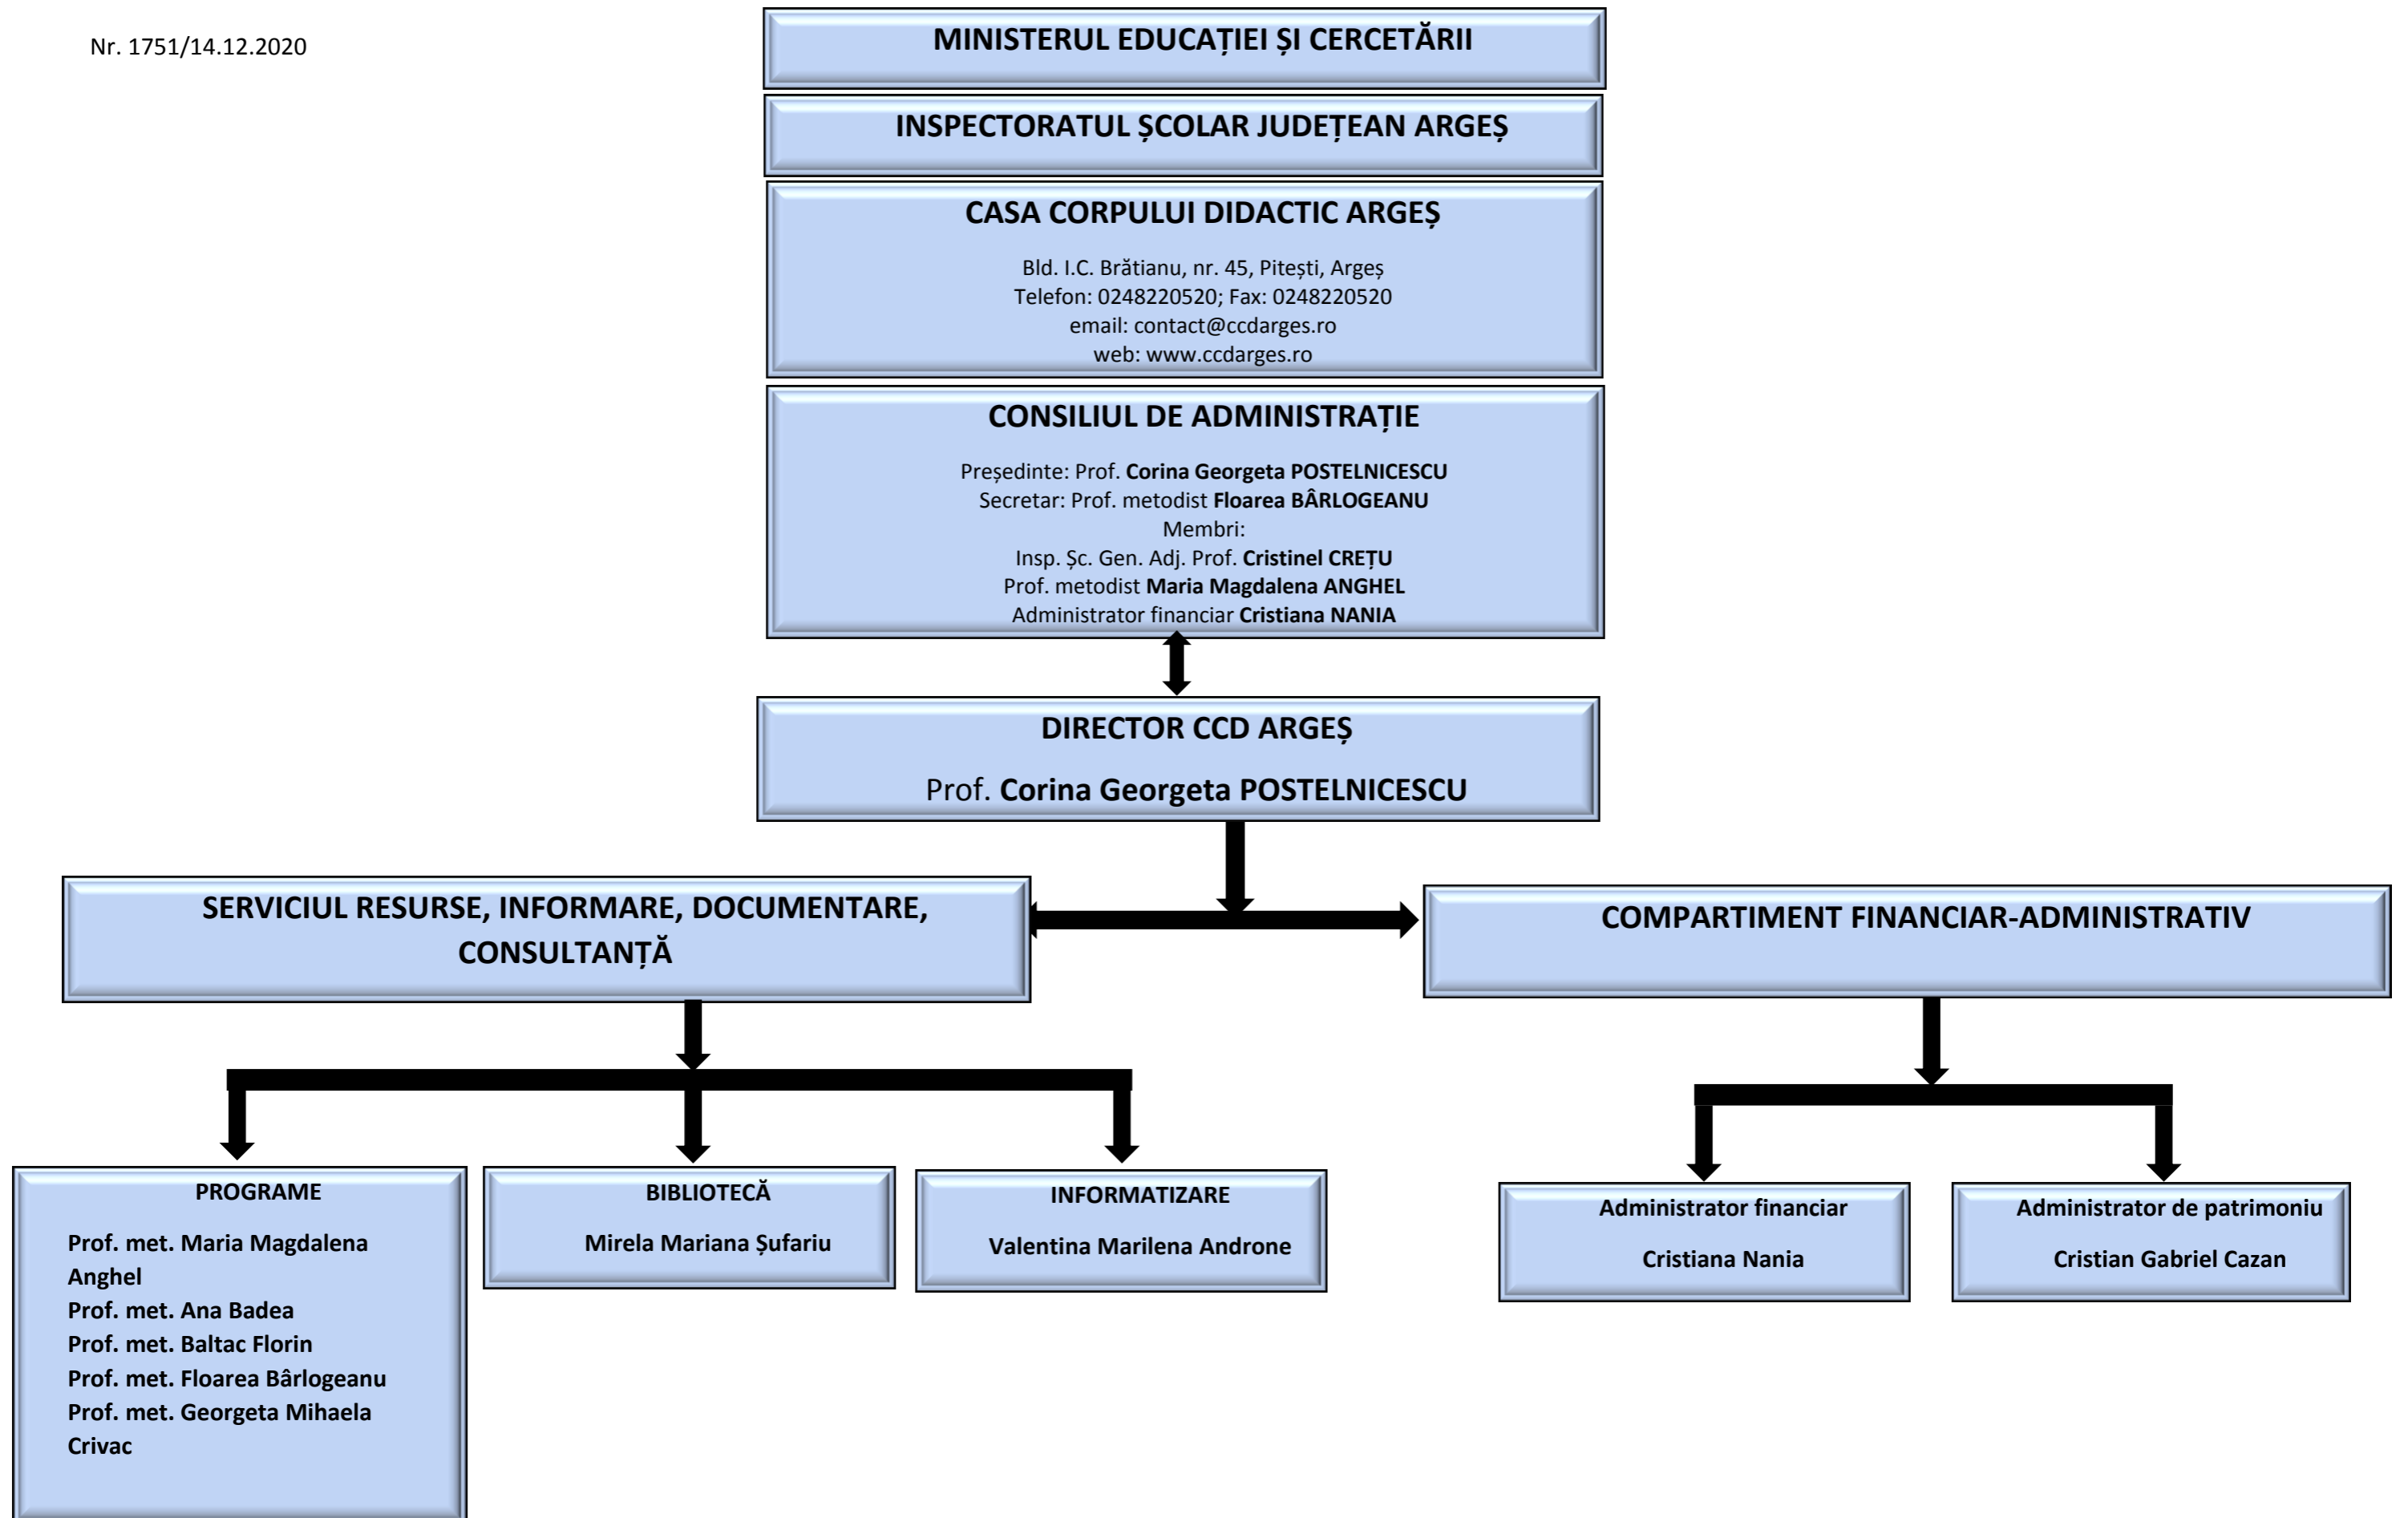 Nr. 1751/14.12.2020
MINISTERUL EDUCAȚIEI ȘI CERCETĂRII
INSPECTORATUL ȘCOLAR JUDEȚEAN ARGEȘ
CASA CORPULUI DIDACTIC ARGEȘ
Bld. I.C. Brătianu, nr. 45, Pitești, Argeș
Telefon: 0248220520; Fax: 0248220520
email: contact@ccdarges.ro
web: www.ccdarges.ro
CONSILIUL DE ADMINISTRAȚIE
Președinte: Prof. Corina Georgeta POSTELNICESCU
Secretar: Prof. metodist Floarea BÂRLOGEANU
Membri:
Insp. Șc. Gen. Adj. Prof. Cristinel CREȚU
Prof. metodist Maria Magdalena ANGHEL
Administrator financiar Cristiana NANIA
DIRECTOR CCD ARGEȘ
Prof. Corina Georgeta POSTELNICESCU
SERVICIUL RESURSE, INFORMARE, DOCUMENTARE,
CONSULTANȚĂ
COMPARTIMENT FINANCIAR-ADMINISTRATIV
PROGRAME
Prof. met. Maria Magdalena
Anghel
Prof. met. Ana Badea
Prof. met. Baltac Florin
Prof. met. Floarea Bârlogeanu
Prof. met. Georgeta Mihaela
Crivac
BIBLIOTECĂ
Mirela Mariana Șufariu
INFORMATIZARE
Valentina Marilena Androne
Administrator financiar
Cristiana Nania
Administrator de patrimoniu
Cristian Gabriel Cazan